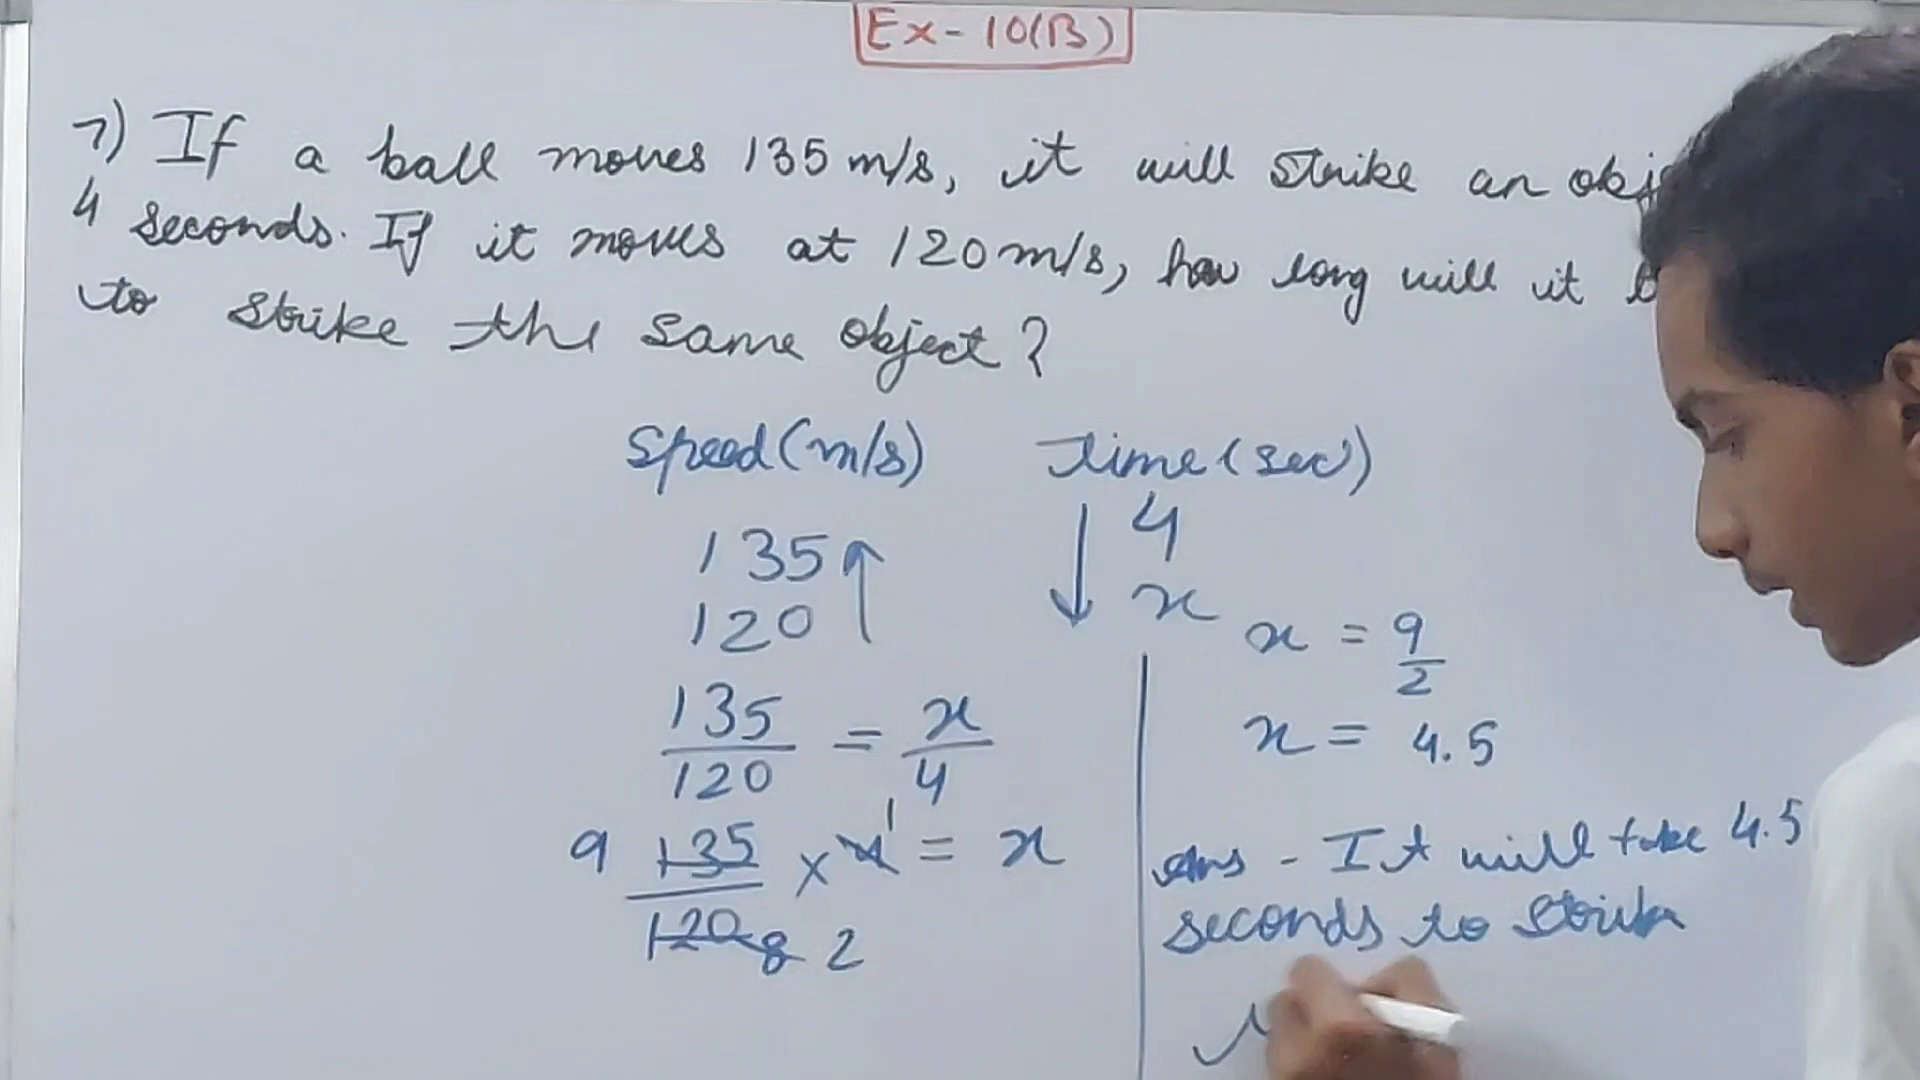 Ex-10(B)
7) If a ball moves 135 m/s, it will strike an obj
4 seconds. If it moves at 120 m/s, how long will it
to strike the same object?
Speed(m/s) Time(sec)
135 4
120 x
135/120 = x/4
9 135/120 8 2 × 4 1 = x
x = 9/2
x = 4.5
Ans - It will take 4.5
seconds to strike